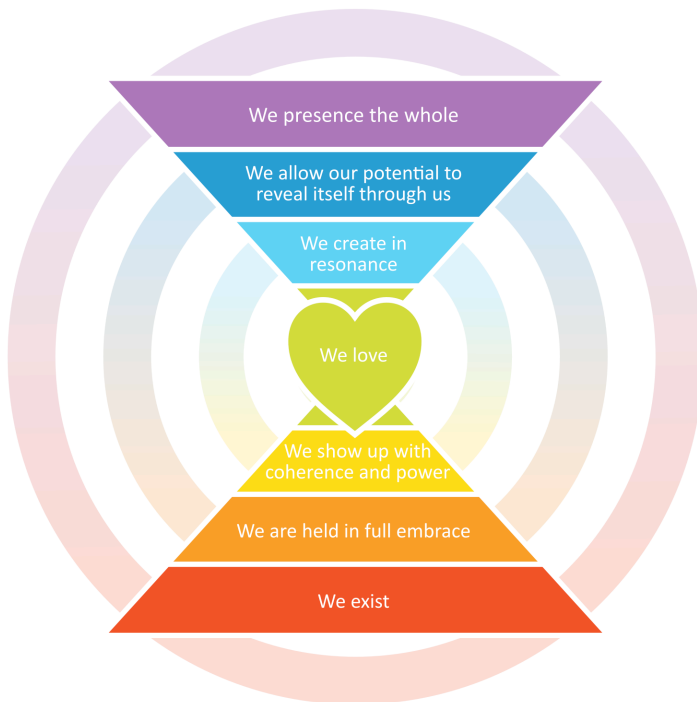 We presence the whole
We allow our potential to
reveal itself through us
We create in
resonance
We love
We show up with
coherence and power
We are held in full embrace
We exist